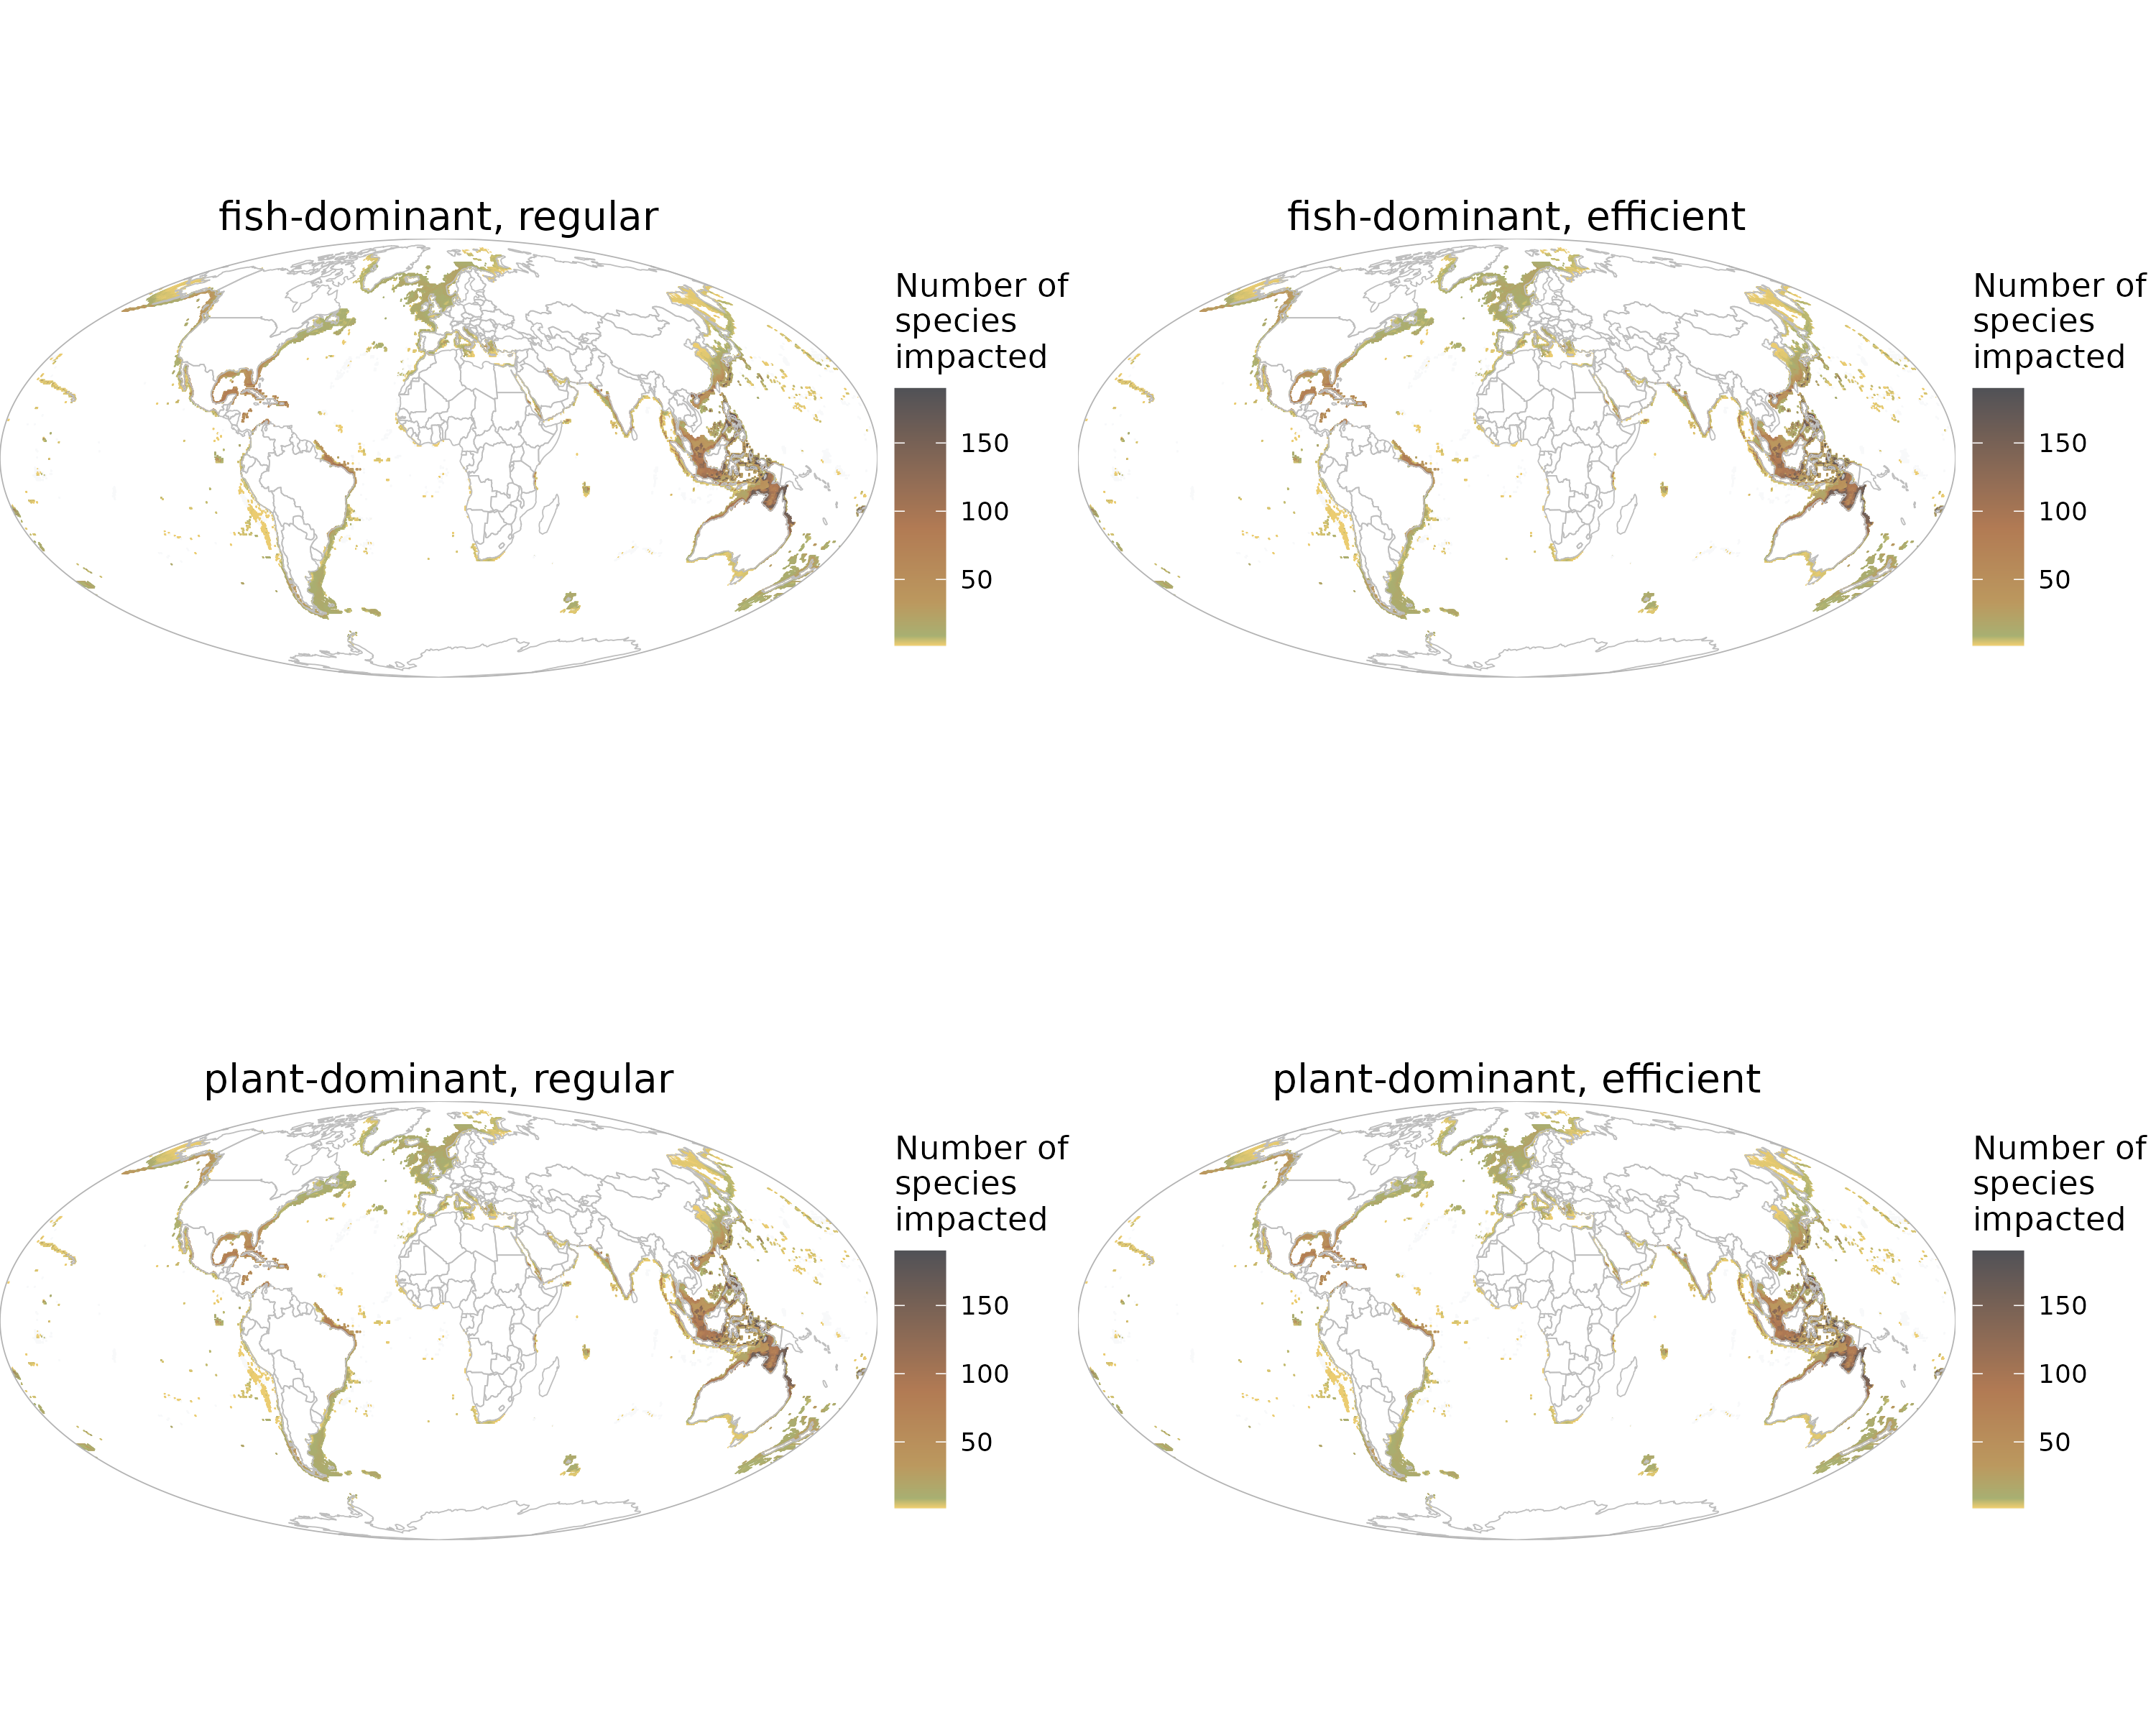 fish-dominant, regular
Number of
species
impacted
150
100
50
fish-dominant, efficient
Number of
species
impacted
150
100
50
plant-dominant, regular
Number of
species
impacted
150
100
50
plant-dominant, efficient
Number of
species
impacted
150
100
50